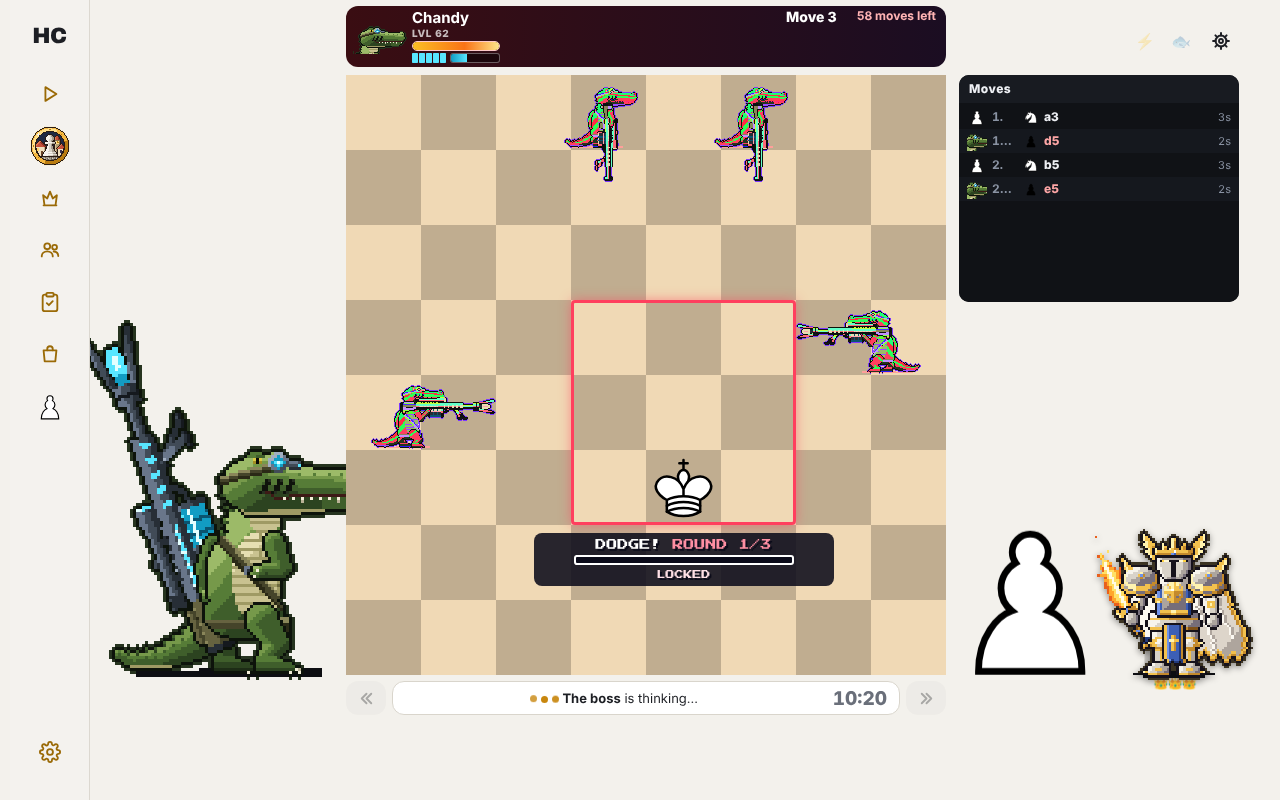 HC
Chandy
LVL 62
Move 3
58 moves left
Moves
1. a3 3s
1... d5 2s
2. b5 3s
2... e5 2s
DODGE! ROUND 1/3
LOCKED
The boss is thinking...
10:20